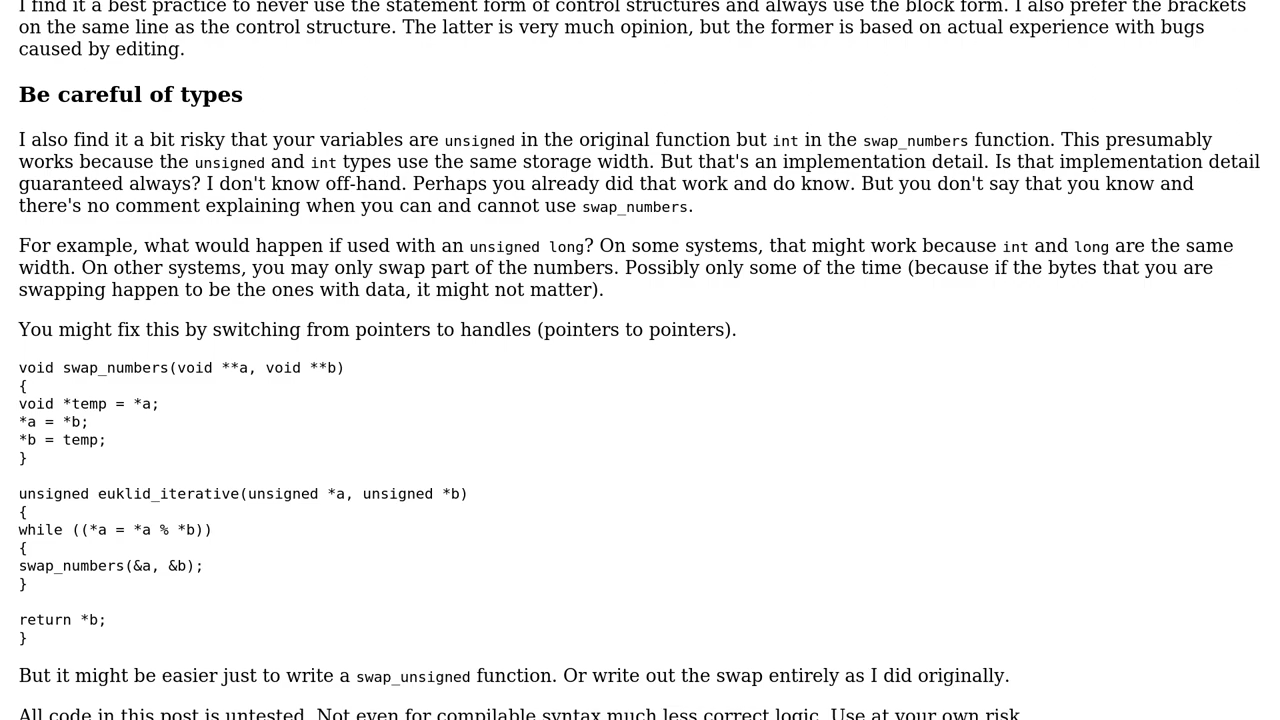 I find it a best practice to never use the statement form of control structures and always use the block form. I also prefer the brackets
on the same line as the control structure. The latter is very much opinion, but the former is based on actual experience with bugs
caused by editing.
Be careful of types
I also find it a bit risky that your variables are unsigned in the original function but int in the swap_numbers function. This presumably
works because the unsigned and int types use the same storage width. But that's an implementation detail. Is that implementation detail
guaranteed always? I don't know off-hand. Perhaps you already did that work and do know. But you don't say that you know and
there's no comment explaining when you can and cannot use swap_numbers.
For example, what would happen if used with an unsigned long? On some systems, that might work because int and long are the same
width. On other systems, you may only swap part of the numbers. Possibly only some of the time (because if the bytes that you are
swapping happen to be the ones with data, it might not matter).
You might fix this by switching from pointers to handles (pointers to pointers).
void swap_numbers(void **a, void **b)
{
void *temp = *a;
*a = *b;
*b = temp;
}
unsigned euklid_iterative(unsigned *a, unsigned *b)
{
while ((*a = *a % *b))
{
swap_numbers(&a, &b);
}
return *b;
}
But it might be easier just to write a swap_unsigned function. Or write out the swap entirely as I did originally.
All code in this post is untested. Not even for compilable syntax much less correct logic. Use at your own risk.